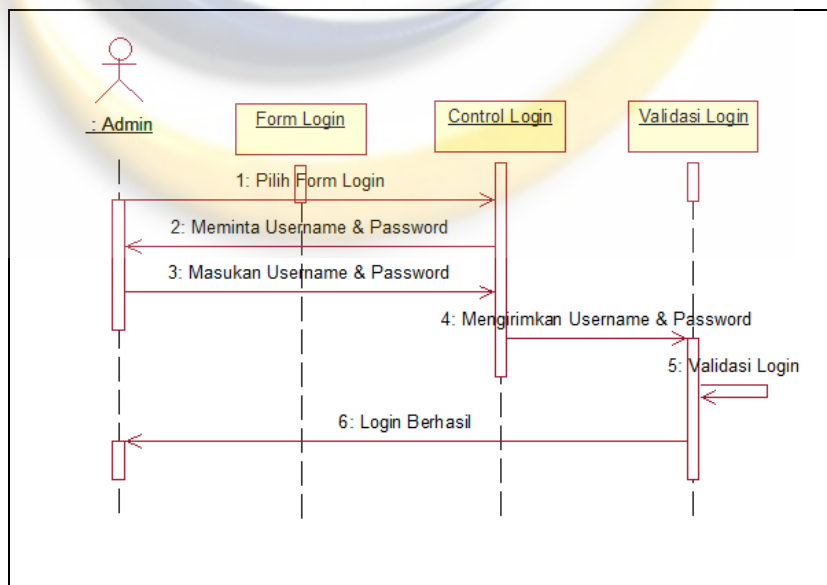 : Admin
Form Login
Control Login
Validasi Login
1: Pilih Form Login
2: Meminta Username & Password
3: Masukan Username & Password
4: Mengirimkan Username & Password
5: Validasi Login
6: Login Berhasil